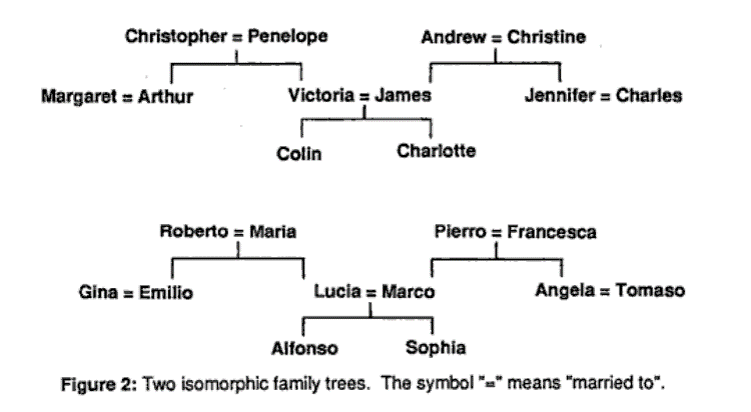 Christopher = Penelope Andrew = Christine
Margaret = Arthur Victoria = James Jennifer = Charles
Colin Charlotte
Roberto = Maria Pierro = Francesca
Gina = Emilio Lucia = Marco Angela = Tomaso
Alfonso Sophia
Figure 2: Two isomorphic family trees. The symbol "=" means "married to".